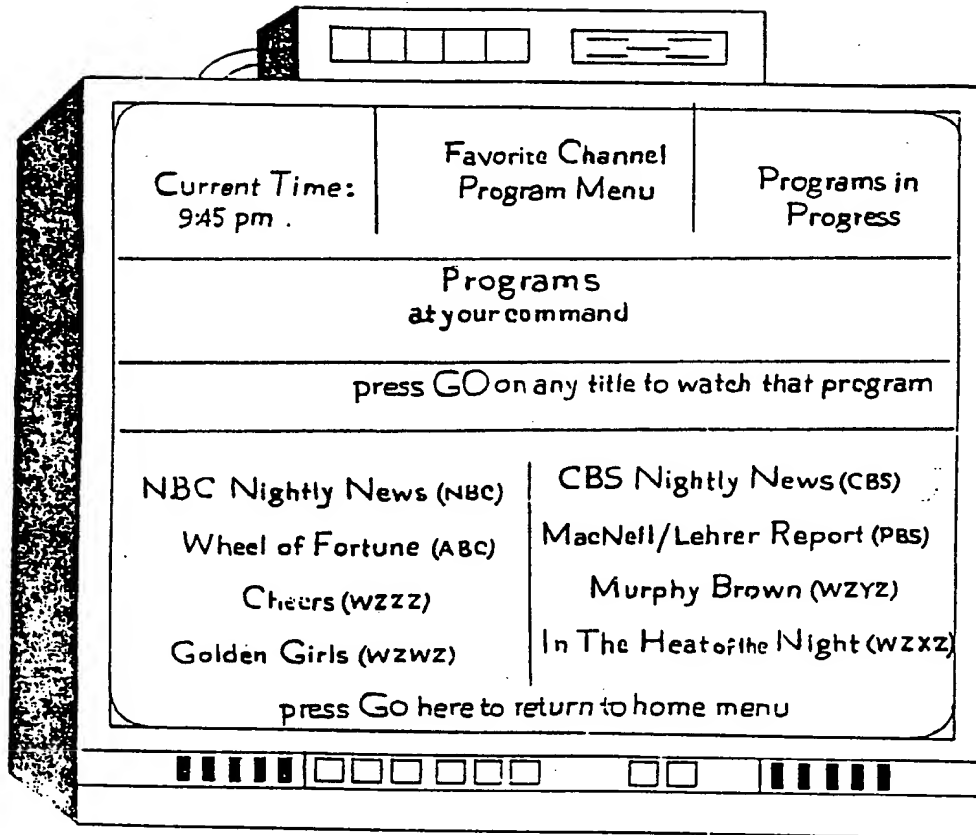 Current Time:
9:45 pm .
Favorite Channel
Program Menu
Programs in
Progress
Programs
at your command
press GO on any title to watch that program
NBC Nightly News (NBC)
Wheel of Fortune (ABC)
Cheers (WZZZ)
Golden Girls (WZWZ)
CBS Nightly News (CBS)
MacNeil/Lehrer Report (PBS)
Murphy Brown (WZYZ)
In The Heat of the Night (WZXZ)
press Go here to return to home menu